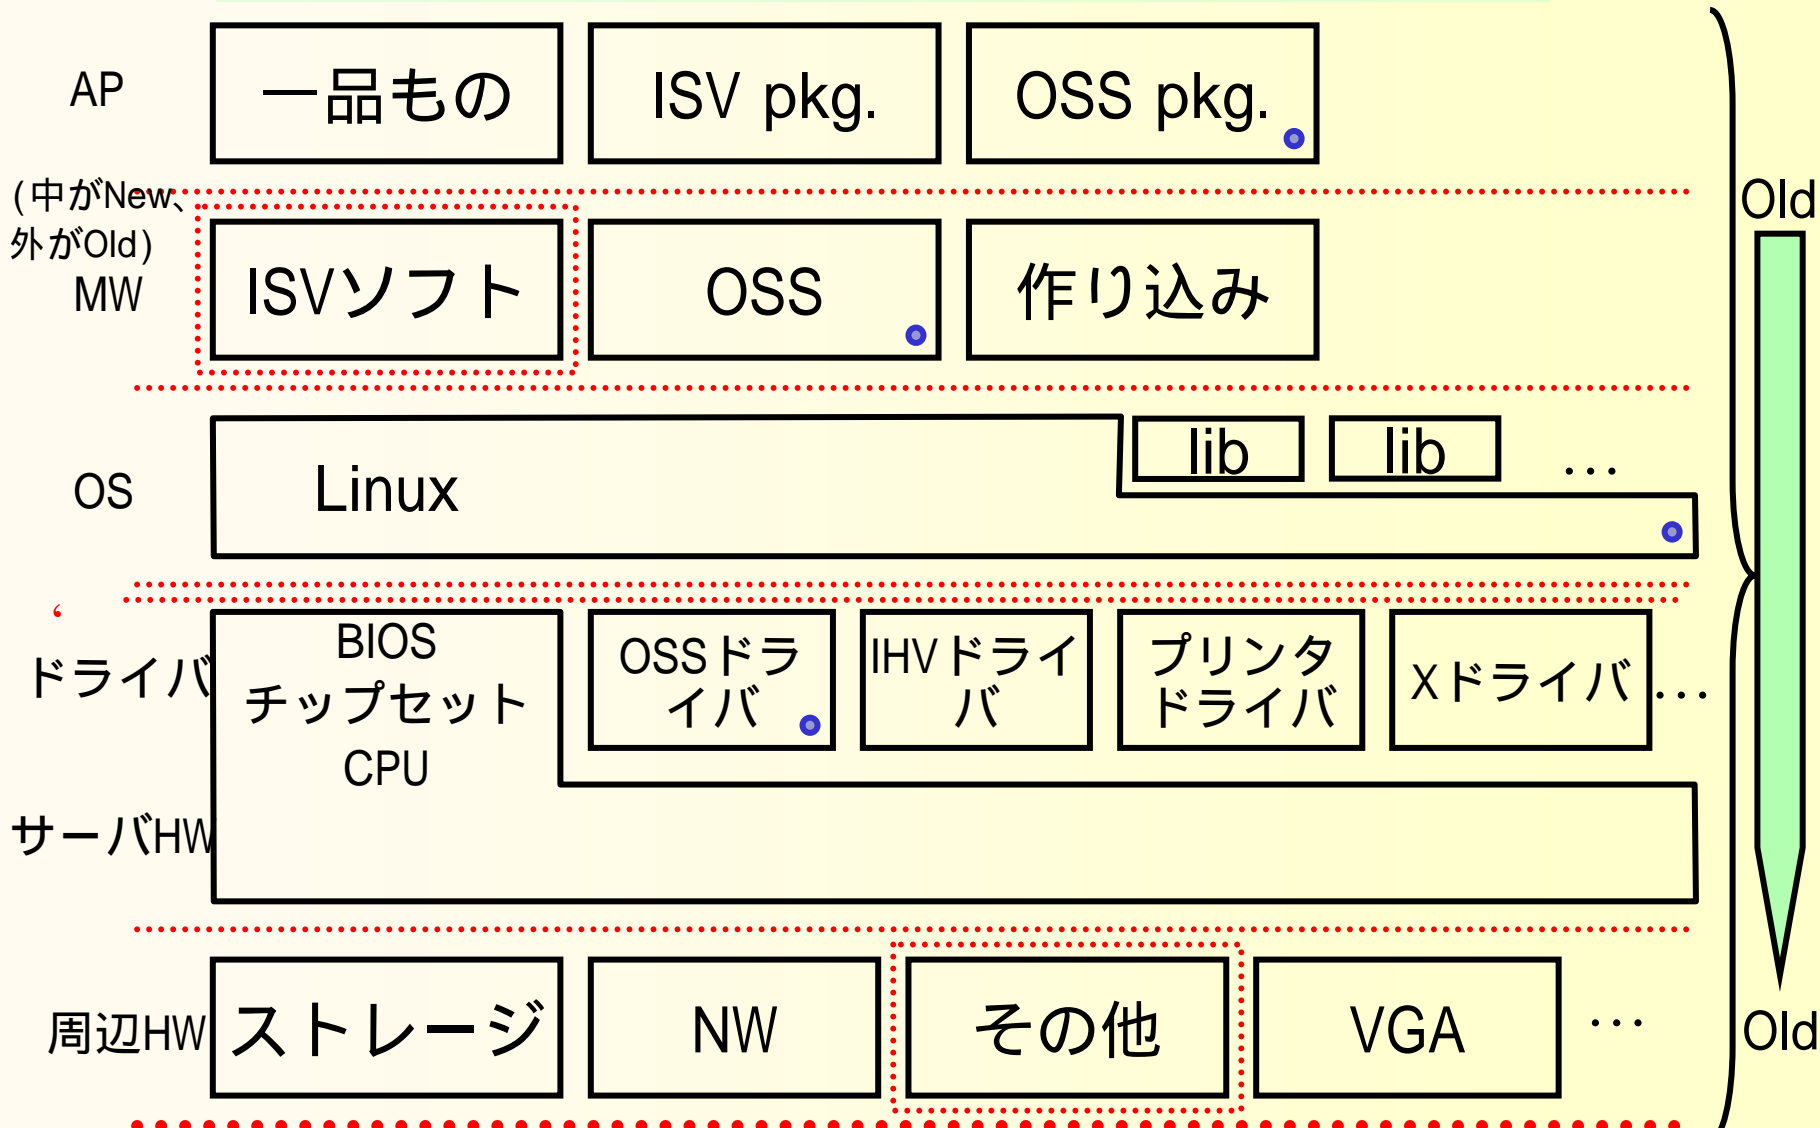 AP
一品もの
ISV pkg.
OSS pkg.
(中がNew、
外がOld)
MW
ISVソフト
OSS
作り込み
Old
OS
Linux
lib
lib
…
‘
ドライバ
BIOS
チップセット
CPU
OSSドラ
イバ
IHVドライ
バ
プリンタ
ドライバ
Xドライバ
…
サーバHW
周辺HW
ストレージ
NW
その他
VGA
…
Old